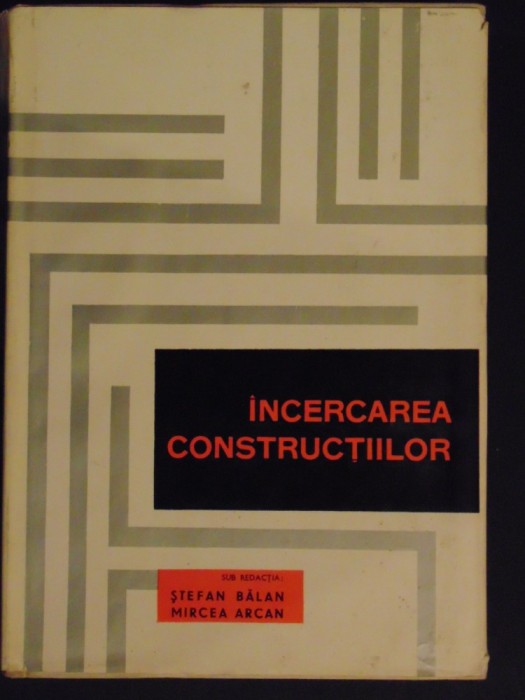 ÎNCERCAREA
CONSTRUCȚIILOR
SUB REDACȚIA:
ȘTEFAN BĂLAN
MIRCEA ARCAN